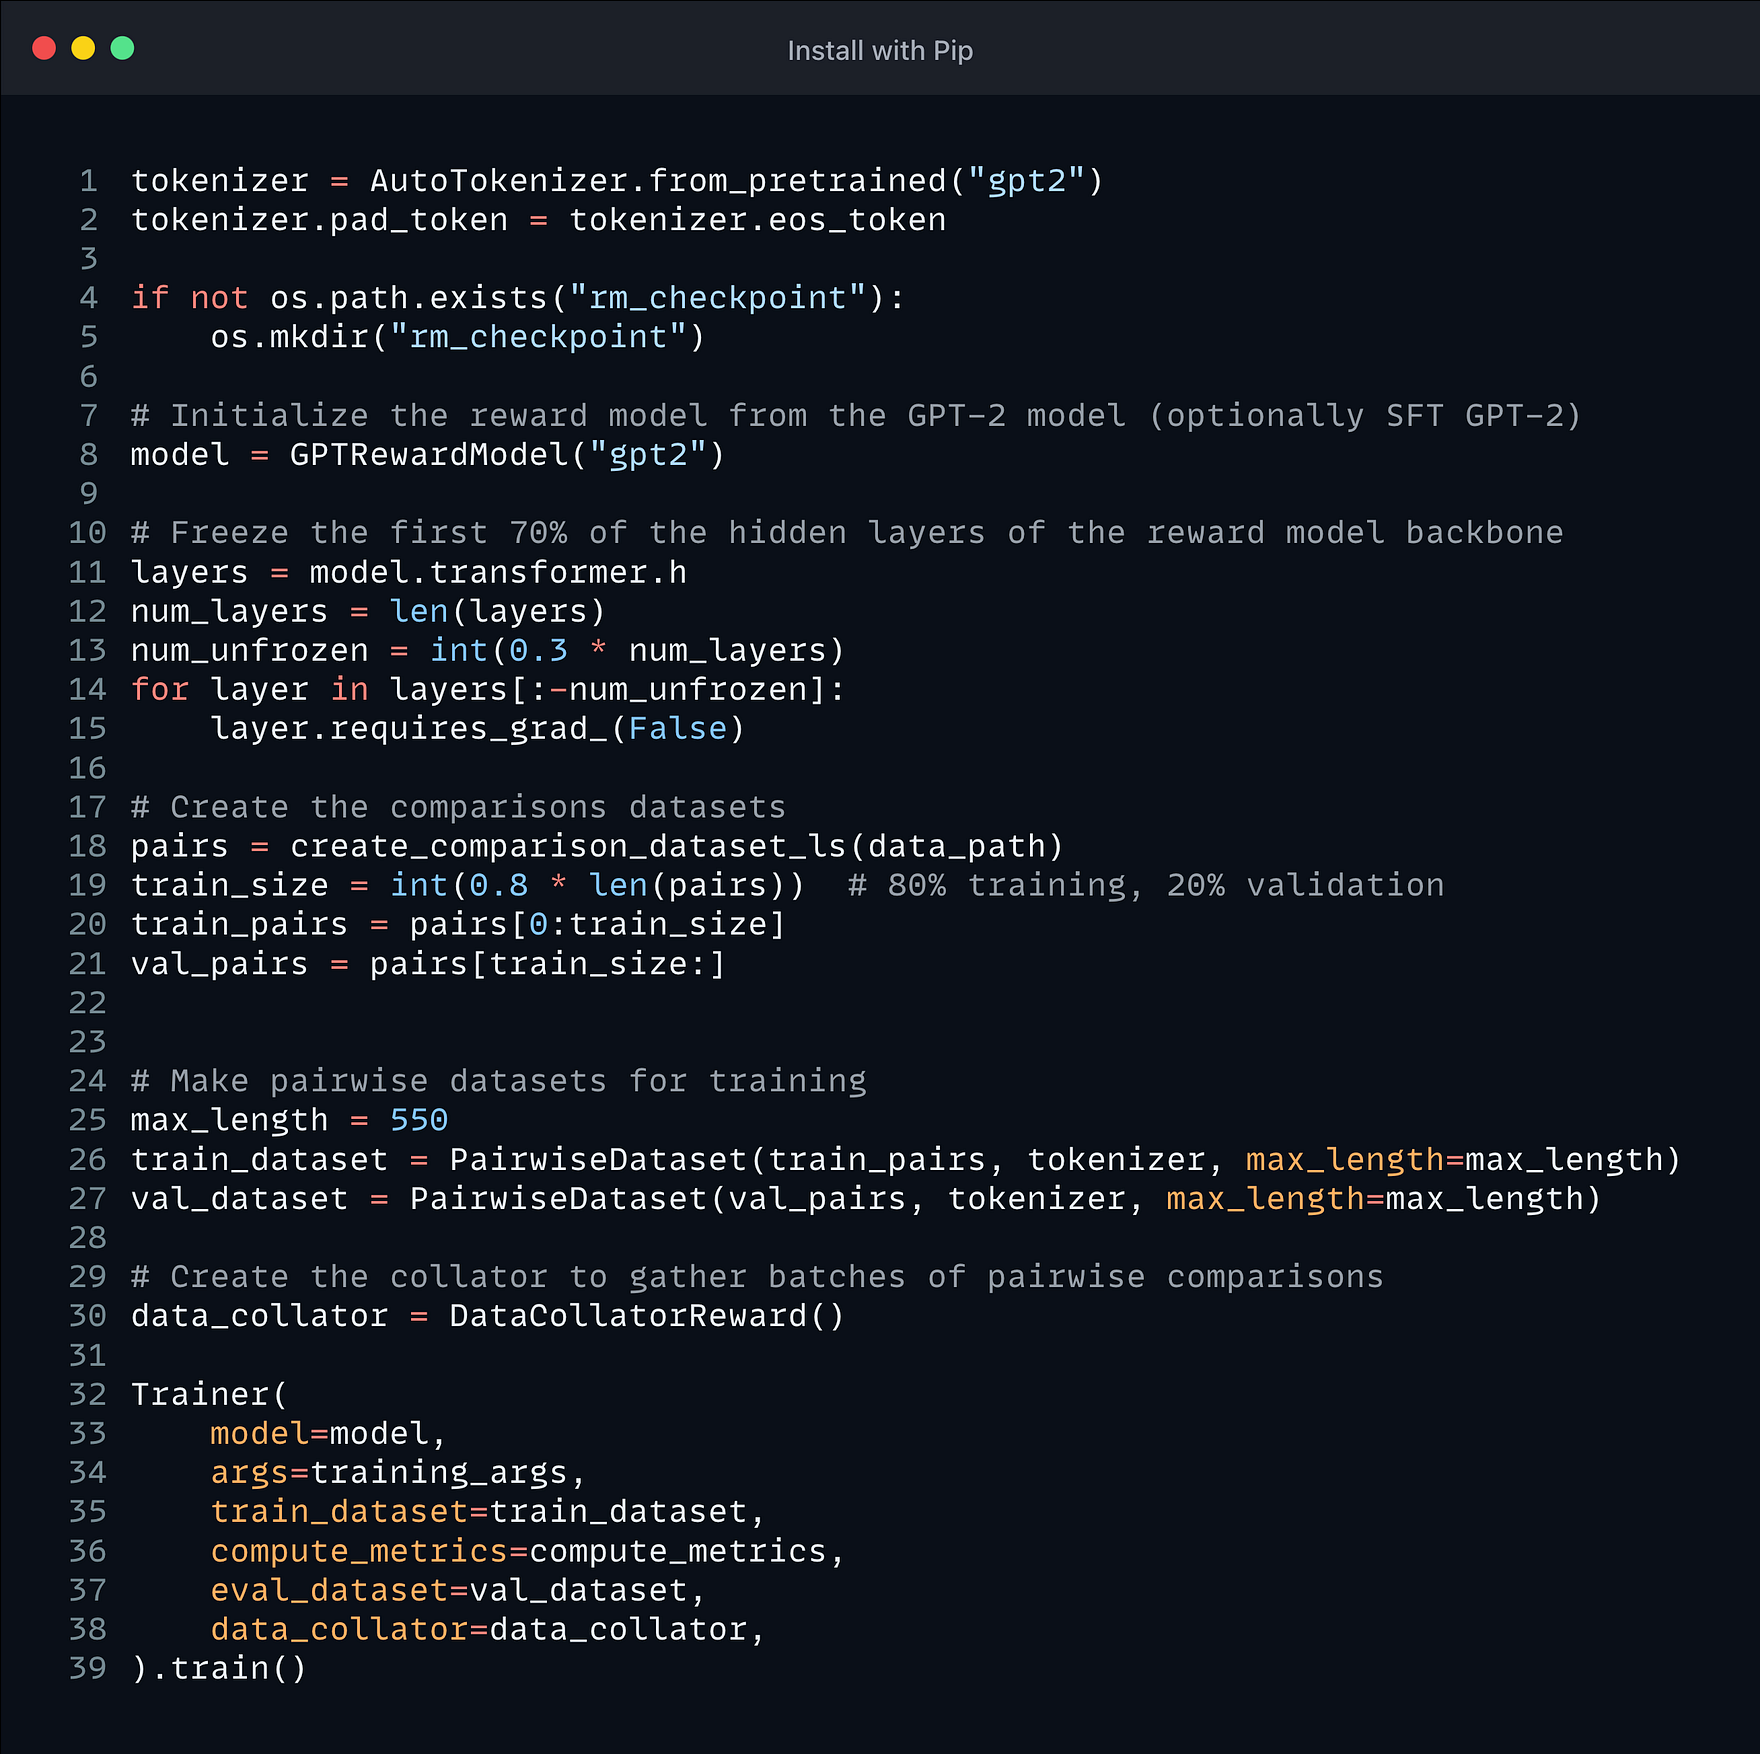 Install with Pip
1 tokenizer = AutoTokenizer.from_pretrained("gpt2")
2 tokenizer.pad_token = tokenizer.eos_token
3
4 if not os.path.exists("rm_checkpoint"):
5     os.mkdir("rm_checkpoint")
6
7 # Initialize the reward model from the GPT-2 model (optionally SFT GPT-2)
8 model = GPTRewardModel("gpt2")
9
10 # Freeze the first 70% of the hidden layers of the reward model backbone
11 layers = model.transformer.h
12 num_layers = len(layers)
13 num_unfrozen = int(0.3 * num_layers)
14 for layer in layers[:-num_unfrozen]:
15     layer.requires_grad_(False)
16
17 # Create the comparisons datasets
18 pairs = create_comparison_dataset_ls(data_path)
19 train_size = int(0.8 * len(pairs))  # 80% training, 20% validation
20 train_pairs = pairs[0:train_size]
21 val_pairs = pairs[train_size:]
22
23
24 # Make pairwise datasets for training
25 max_length = 550
26 train_dataset = PairwiseDataset(train_pairs, tokenizer, max_length=max_length)
27 val_dataset = PairwiseDataset(val_pairs, tokenizer, max_length=max_length)
28
29 # Create the collator to gather batches of pairwise comparisons
30 data_collator = DataCollatorReward()
31
32 Trainer(
33     model=model,
34     args=training_args,
35     train_dataset=train_dataset,
36     compute_metrics=compute_metrics,
37     eval_dataset=val_dataset,
38     data_collator=data_collator,
39 ).train()